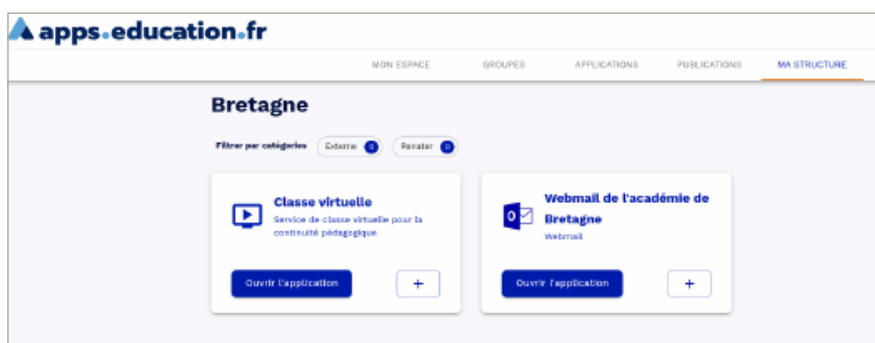 apps.education.fr
MON ESPACE GROUPES APPLICATIONS PUBLICATIONS MA STRUCTURE
Bretagne
Filtrer par catégories Externe 0 Renater 0
Classe virtuelle
Service de classe virtuelle pour la
continuité pédagogique
Ouvrir l'application +
Webmail de l'académie de
Bretagne
Webmail
Ouvrir l'application +